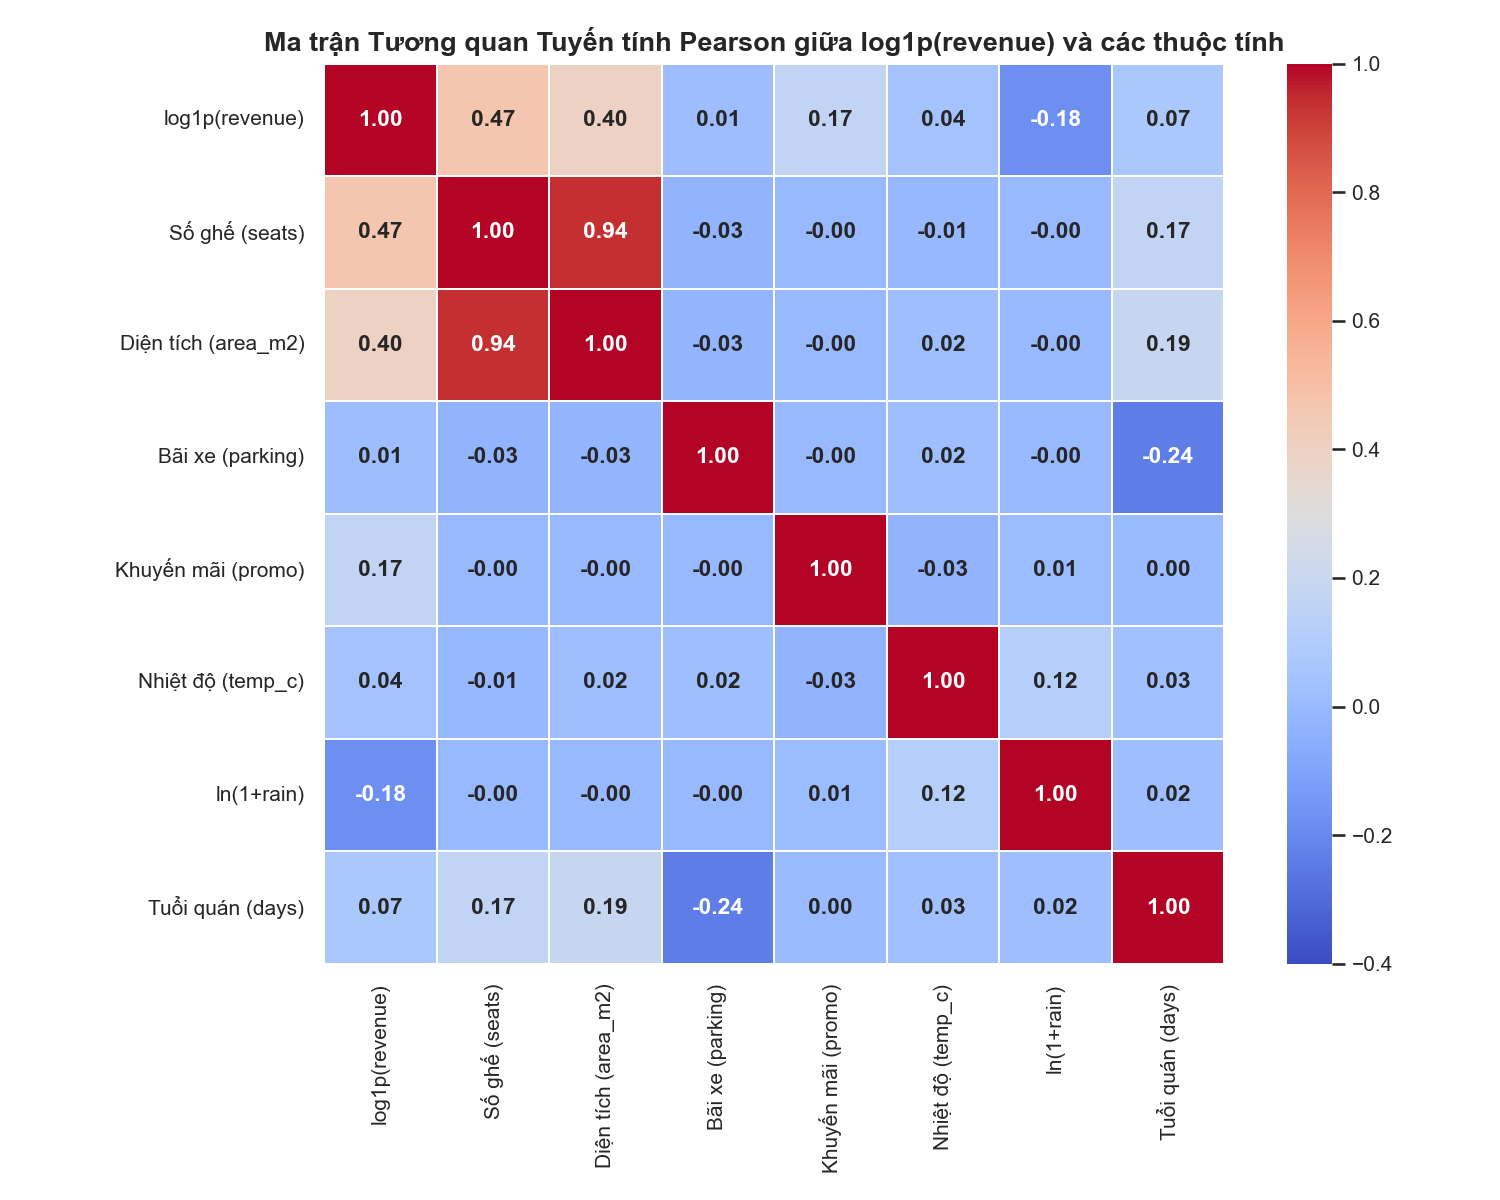 Ma trận Tương quan Tuyến tính Pearson giữa log1p(revenue) và các thuộc tính
log1p(revenue) 1.00 0.47 0.40 0.01 0.17 0.04 -0.18 0.07
Số ghế (seats) 0.47 1.00 0.94 -0.03 -0.00 -0.01 -0.00 0.17
Diện tích (area_m2) 0.40 0.94 1.00 -0.03 -0.00 0.02 -0.00 0.19
Bãi xe (parking) 0.01 -0.03 -0.03 1.00 -0.00 0.02 -0.00 -0.24
Khuyến mãi (promo) 0.17 -0.00 -0.00 -0.00 1.00 -0.03 0.01 0.00
Nhiệt độ (temp_c) 0.04 -0.01 0.02 0.02 -0.03 1.00 0.12 0.03
ln(1+rain) -0.18 -0.00 -0.00 -0.00 0.01 0.12 1.00 0.02
Tuổi quán (days) 0.07 0.17 0.19 -0.24 0.00 0.03 0.02 1.00
log1p(revenue)
Số ghế (seats)
Diện tích (area_m2)
Bãi xe (parking)
Khuyến mãi (promo)
Nhiệt độ (temp_c)
ln(1+rain)
Tuổi quán (days)
1.0
0.8
0.6
0.4
0.2
0.0
−0.2
−0.4